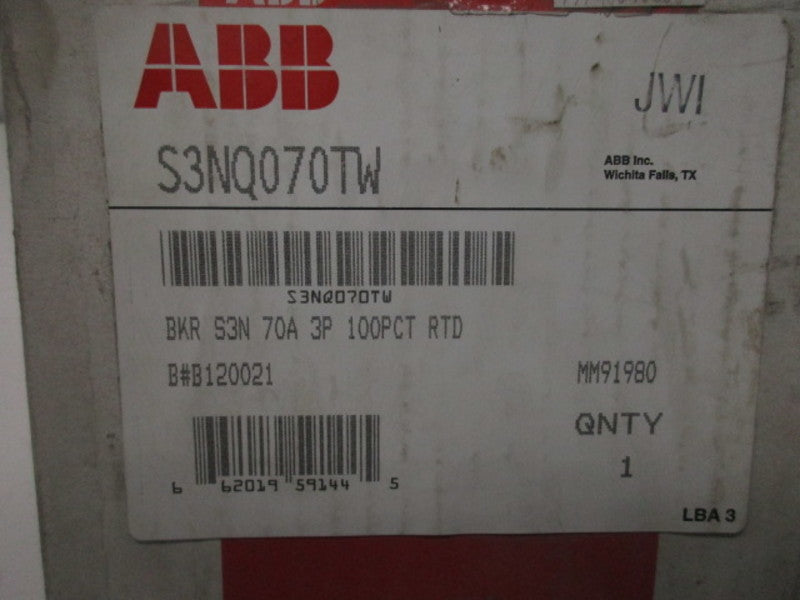 ABB
JWI
S3NQ070TW
ABB Inc.
Wichita Falls, TX
S3NQ070TW
BKR S3N 70A 3P 100PCT RTD
B#B120021
MM91980
QNTY
1
6 62019 59144 5
LBA 3